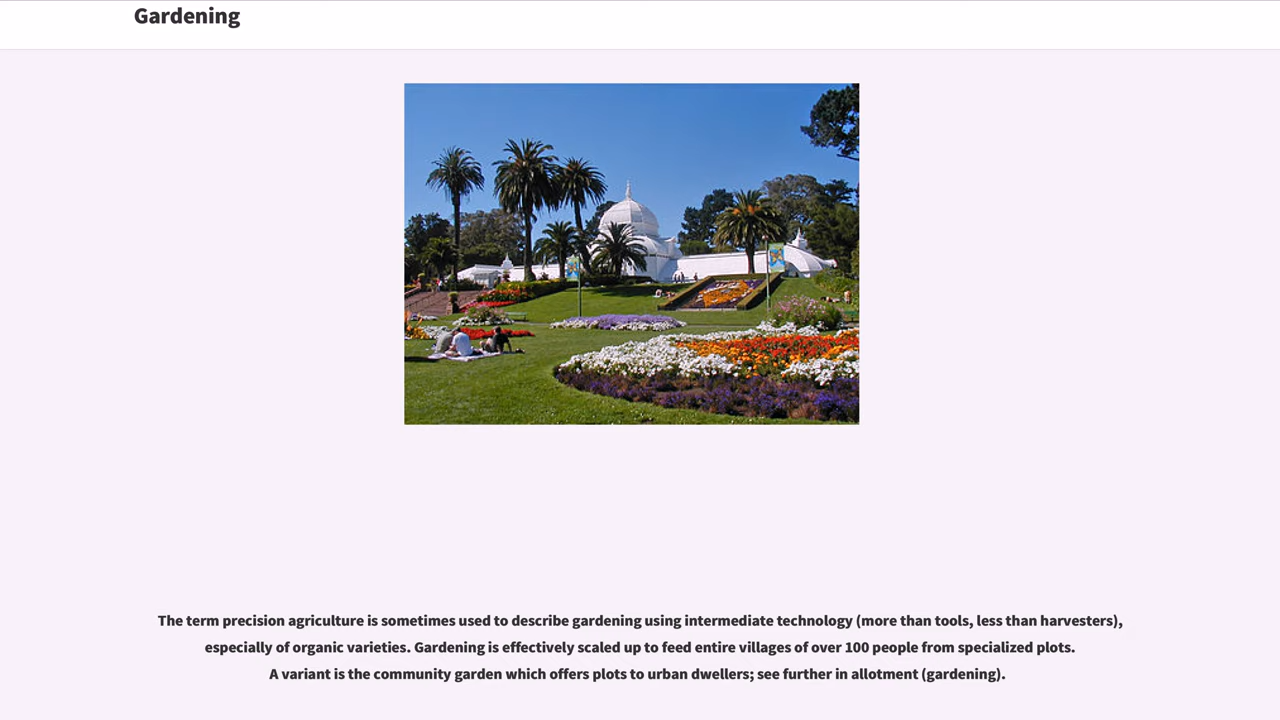 Gardening
The term precision agriculture is sometimes used to describe gardening using intermediate technology (more than tools, less than harvesters),
especially of organic varieties. Gardening is effectively scaled up to feed entire villages of over 100 people from specialized plots.
A variant is the community garden which offers plots to urban dwellers; see further in allotment (gardening).